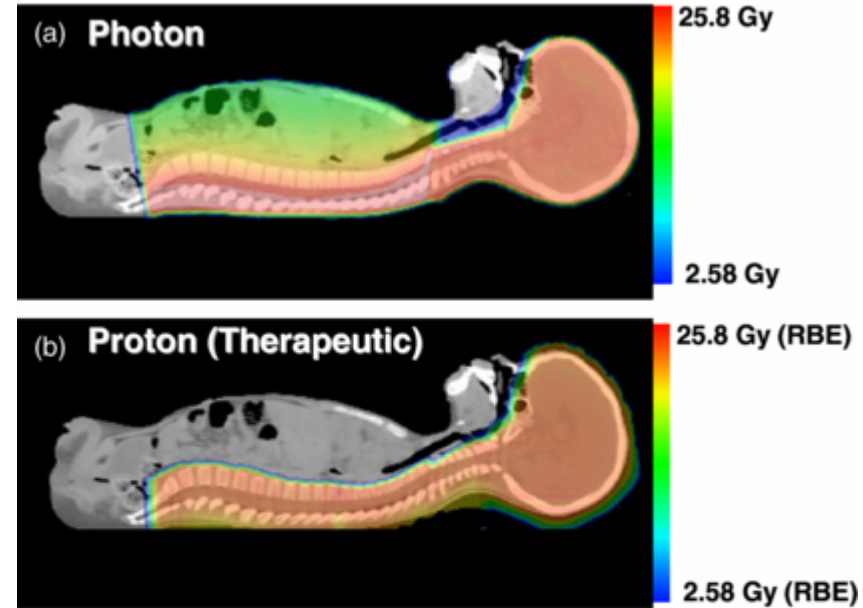 (a) Photon
25.8 Gy
2.58 Gy
(b) Proton (Therapeutic)
25.8 Gy (RBE)
2.58 Gy (RBE)